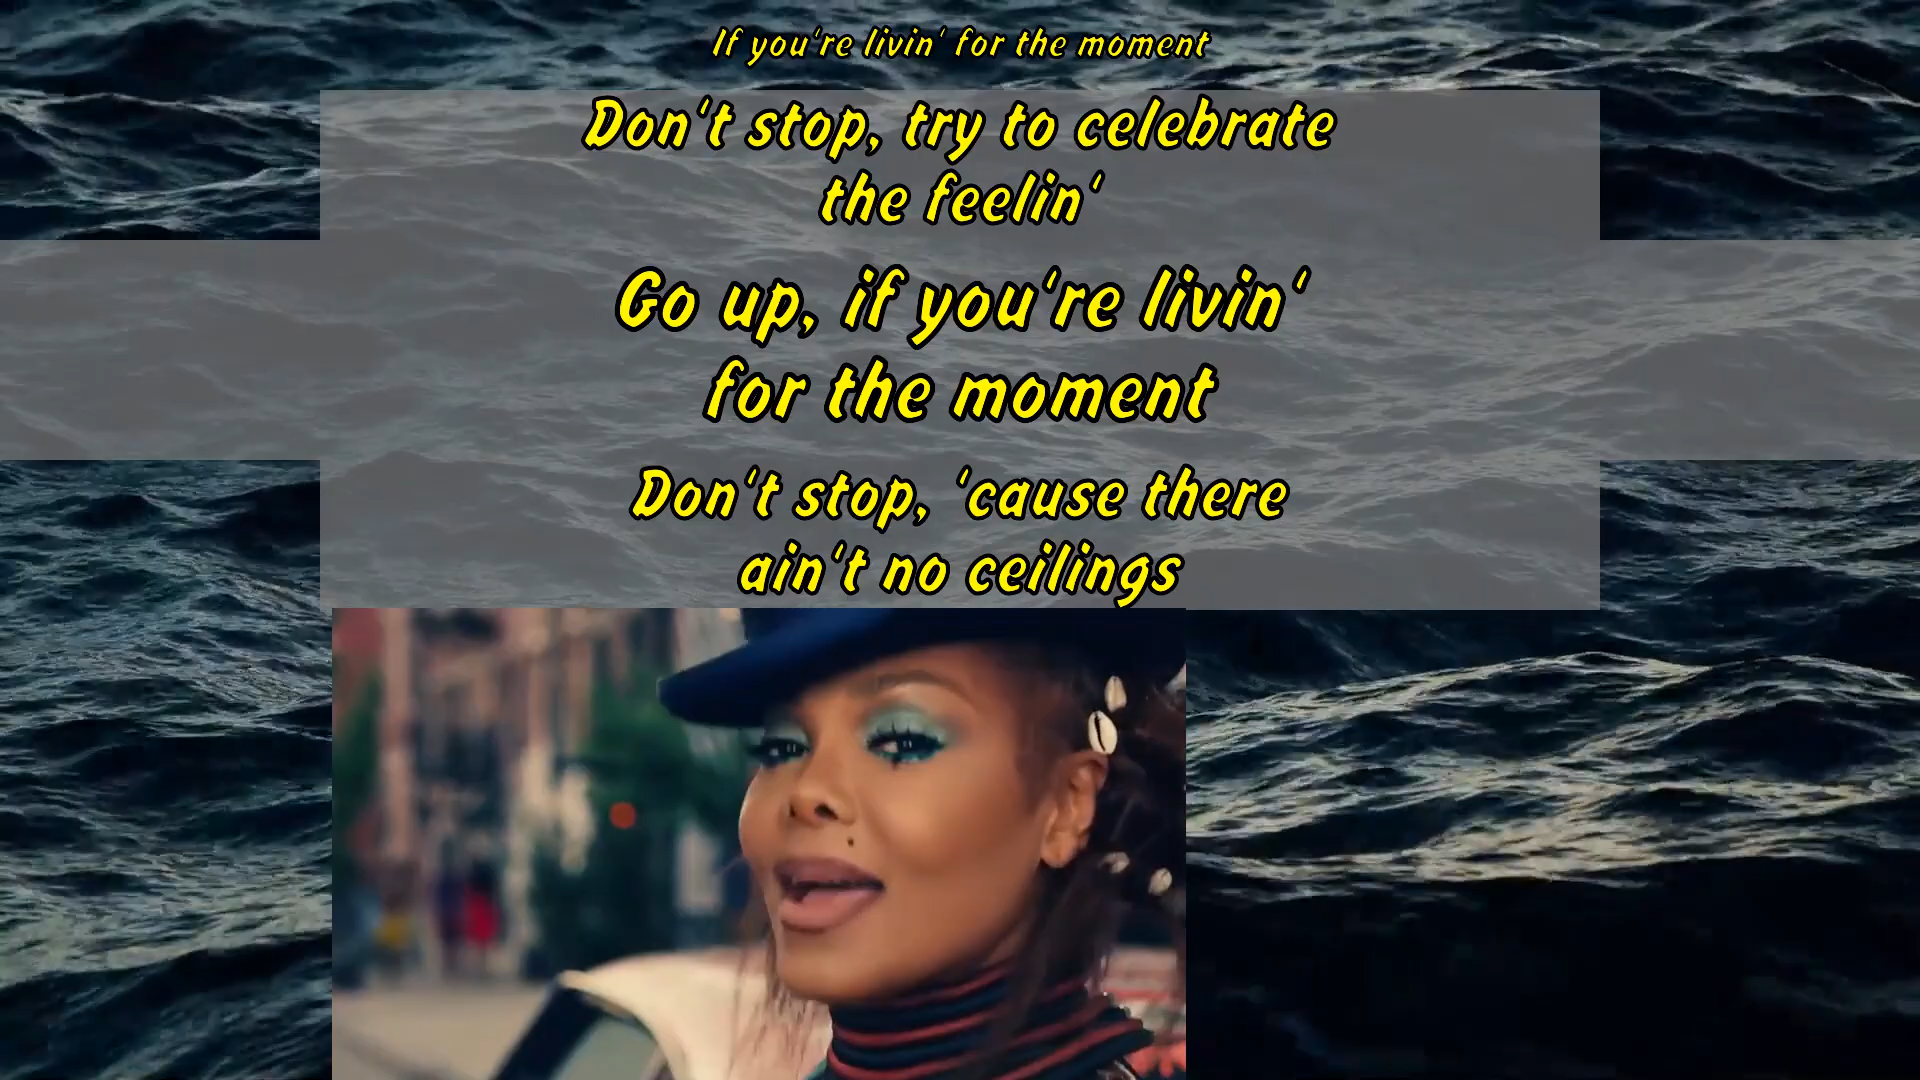 If you're livin' for the moment
Don't stop, try to celebrate
the feelin'
Go up, if you're livin'
for the moment
Don't stop, 'cause there
ain't no ceilings